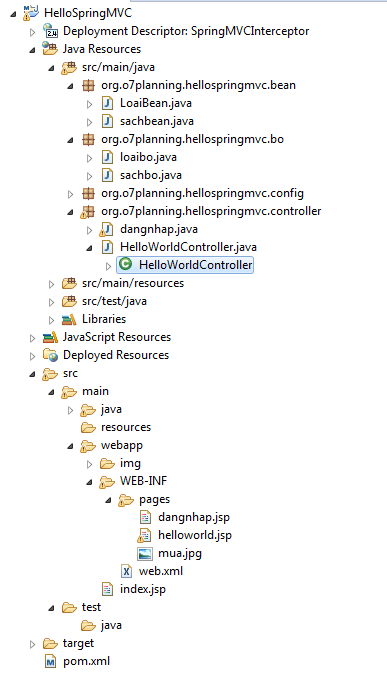 HelloSpringMVC
Deployment Descriptor: SpringMVCInterceptor
Java Resources
src/main/java
org.o7planning.hellospringmvc.bean
LoaiBean.java
sachbean.java
org.o7planning.hellospringmvc.bo
loaibo.java
sachbo.java
org.o7planning.hellospringmvc.config
org.o7planning.hellospringmvc.controller
dangnhap.java
HelloWorldController.java
HelloWorldController
src/main/resources
src/test/java
Libraries
JavaScript Resources
Deployed Resources
src
main
java
resources
webapp
img
WEB-INF
pages
dangnhap.jsp
helloworld.jsp
mua.jpg
web.xml
index.jsp
test
java
target
pom.xml